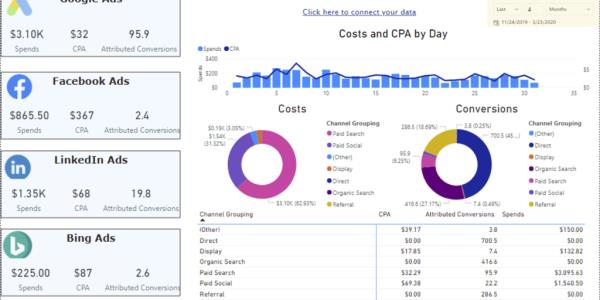 Google Ads
$3.10K $32 95.9
Spends CPA Attributed Conversions
Facebook Ads
$865.50 $367 2.4
Spends CPA Attributed Conversions
LinkedIn Ads
$1.35K $68 19.8
Spends CPA Attributed Conversions
Bing Ads
$225.00 $87 2.6
Spends CPA Attributed Conversions
Click here to connect your data
Last 4 Months
11/24/2019 - 3/23/2020
Costs and CPA by Day
Spends CPA
Spends
$400
$200
$0
$5
$0
0 5 10 15 20 25 30 35
Costs
$0.19K (3.05%)
$1.54K
(31.32%)
$3.10K (62.93%)
Channel Grouping
Paid Search
Paid Social
(Other)
Display
Direct
Organic Search
Referral
Conversions
286.5 (18.69%)
3.8 (0.25%)
700.5 (45...)
95.9
(6.25%)
416.6 (27.17%)
7.4 (0.49%)
Channel Grouping
(Other)
Direct
Display
Organic Search
Paid Search
Paid Social
Referral
Channel Grouping CPA Attributed Conversions Spends
(Other) $39.17 3.8 $150.00
Direct $0.00 700.5 $0.00
Display $17.85 7.4 $132.82
Organic Search $0.00 416.6 $0.00
Paid Search $32.29 95.9 $3,095.63
Paid Social $69.38 22.2 $1,540.50
Referral $0.00 286.5 $0.00